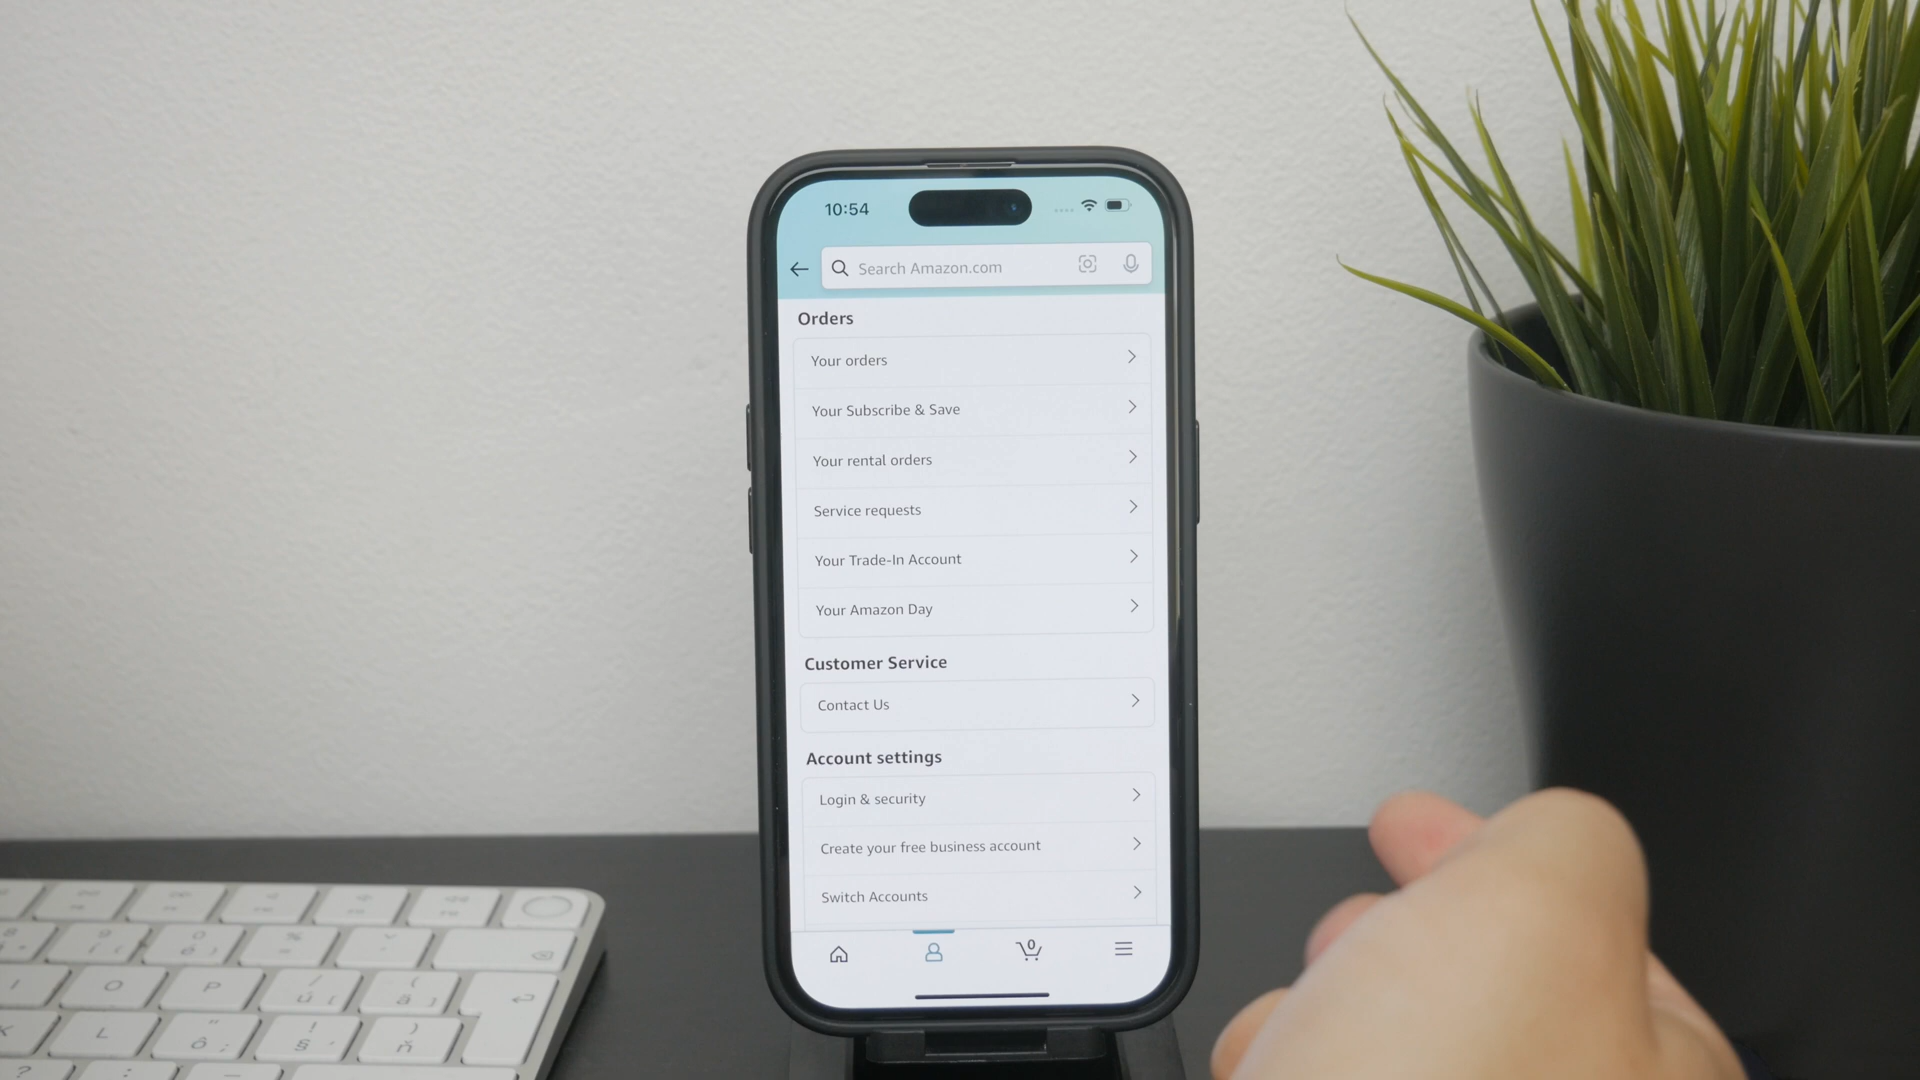 10:54
Search Amazon.com
Orders
Your orders
Your Subscribe & Save
Your rental orders
Service requests
Your Trade-In Account
Your Amazon Day
Customer Service
Contact Us
Account settings
Login & security
Create your free business account
Switch Accounts
0
I O P ú ( ä )
L ô ; § ň
? :